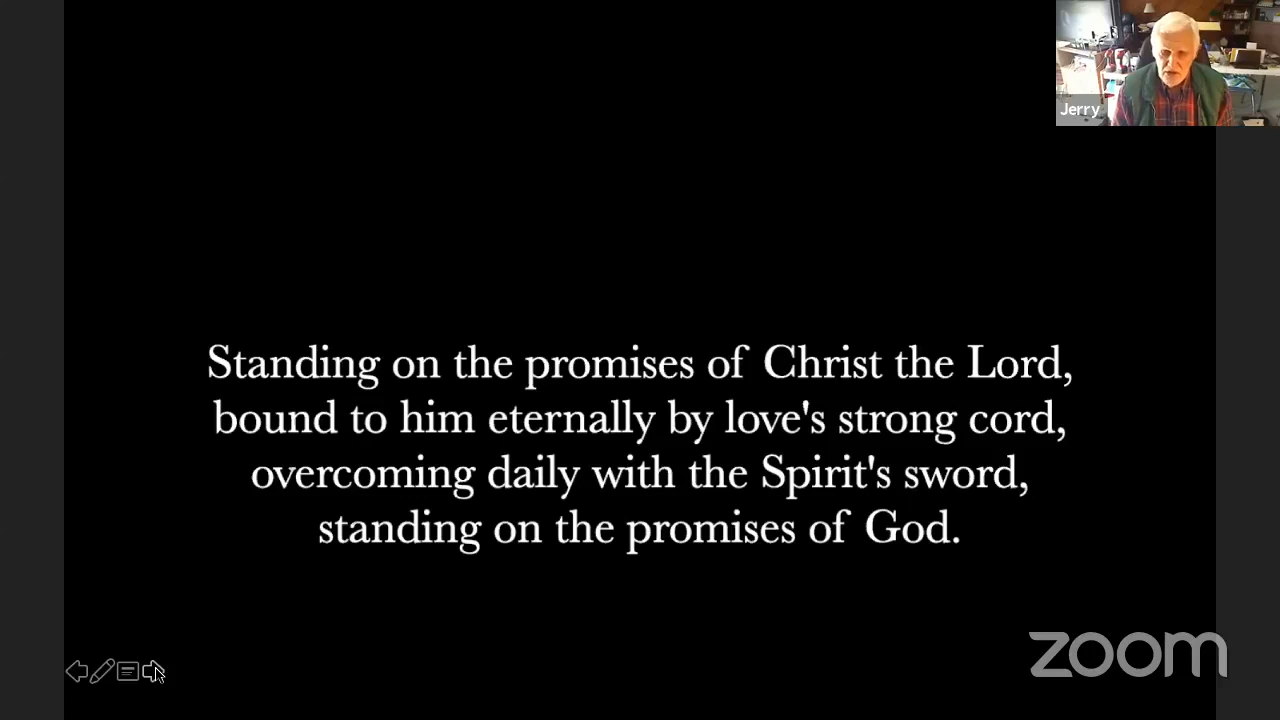 Jerry
Standing on the promises of Christ the Lord,
bound to him eternally by love's strong cord,
overcoming daily with the Spirit's sword,
standing on the promises of God.
zoom